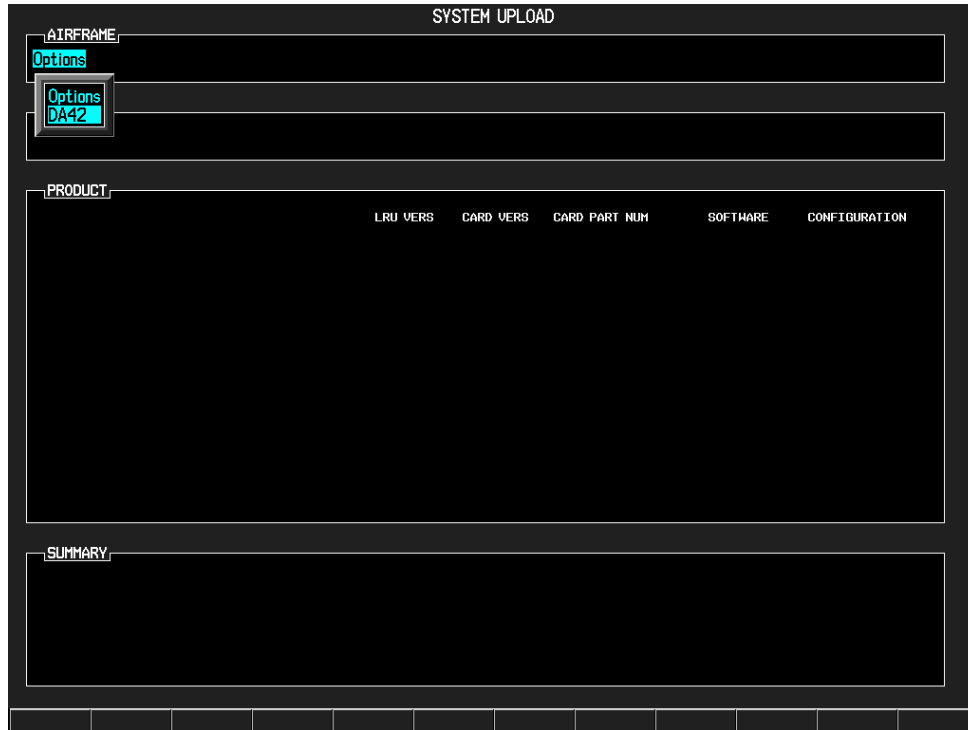 SYSTEM UPLOAD
AIRFRAME
Options
Options
DA42
PRODUCT
LRU VERS CARD VERS CARD PART NUM SOFTWARE CONFIGURATION
SUMMARY